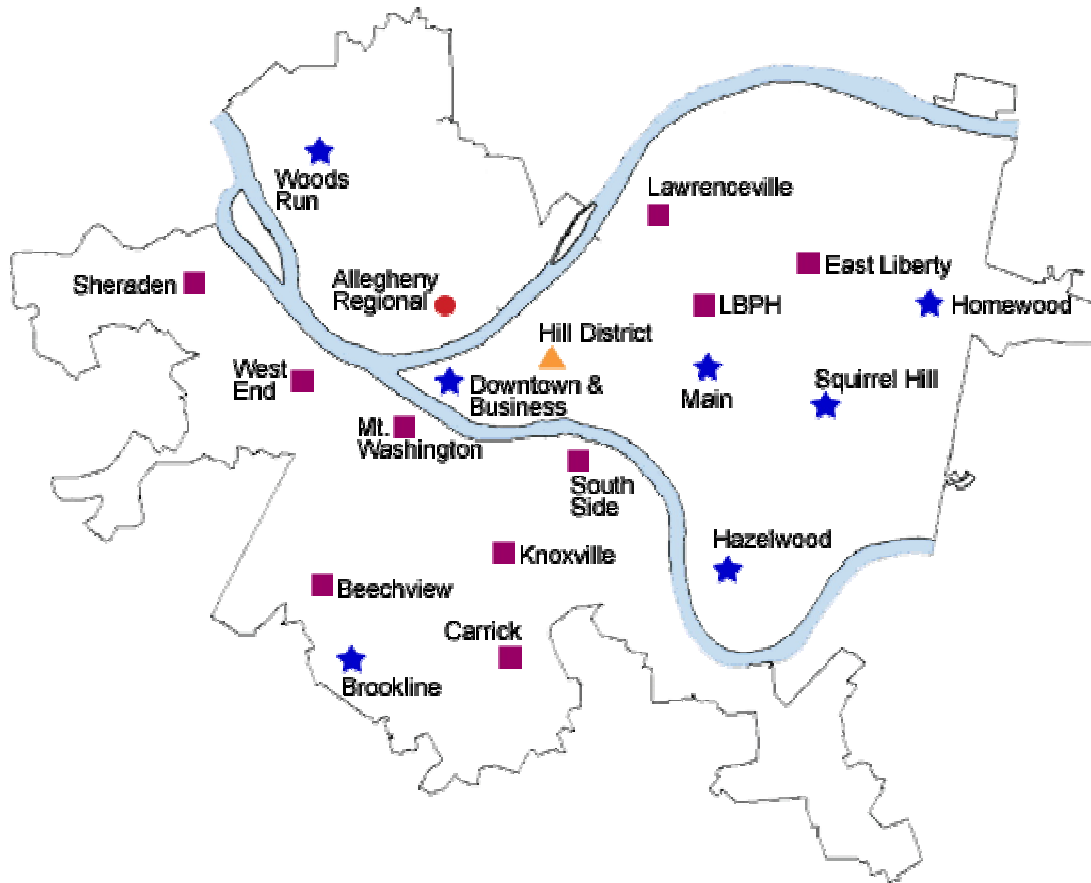 Woods
Run
Lawrenceville
Sheraden
Allegheny
Regional
East Liberty
LBPH
Homewood
Hill District
West
End
Downtown &
Business
Main
Squirrel Hill
Mt.
Washington
South
Side
Hazelwood
Knoxville
Beechview
Carrick
Brookline